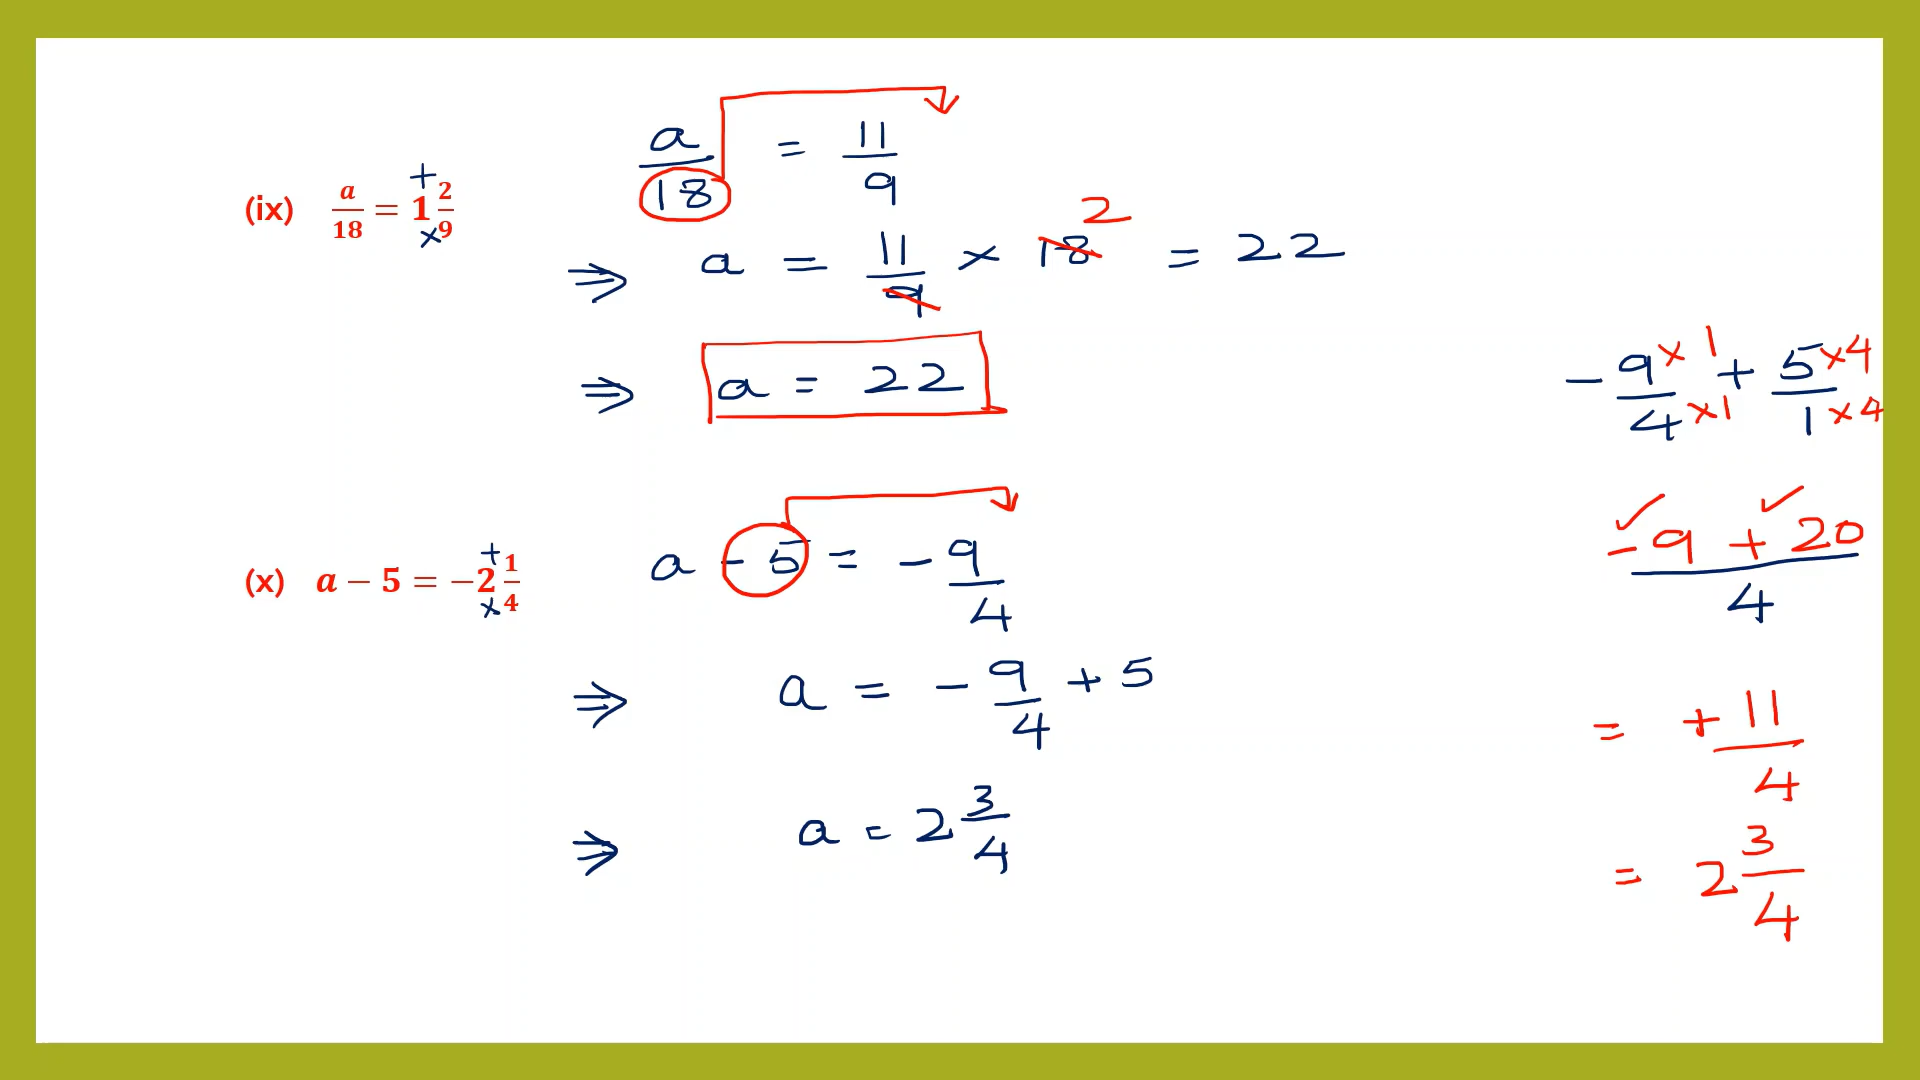 (ix) a/18 = 1 2/9
+
×
a/18 = 11/9
⇒ a = 11/9 × 18 = 22
2
⇒ a = 22
(x) a − 5 = −2 1/4
+
×
a − 5 = − 9/4
⇒ a = − 9/4 + 5
⇒ a = 2 3/4
− 9×1/4×1 + 5×4/1×4
−9 + 20/4
= + 11/4
= 2 3/4